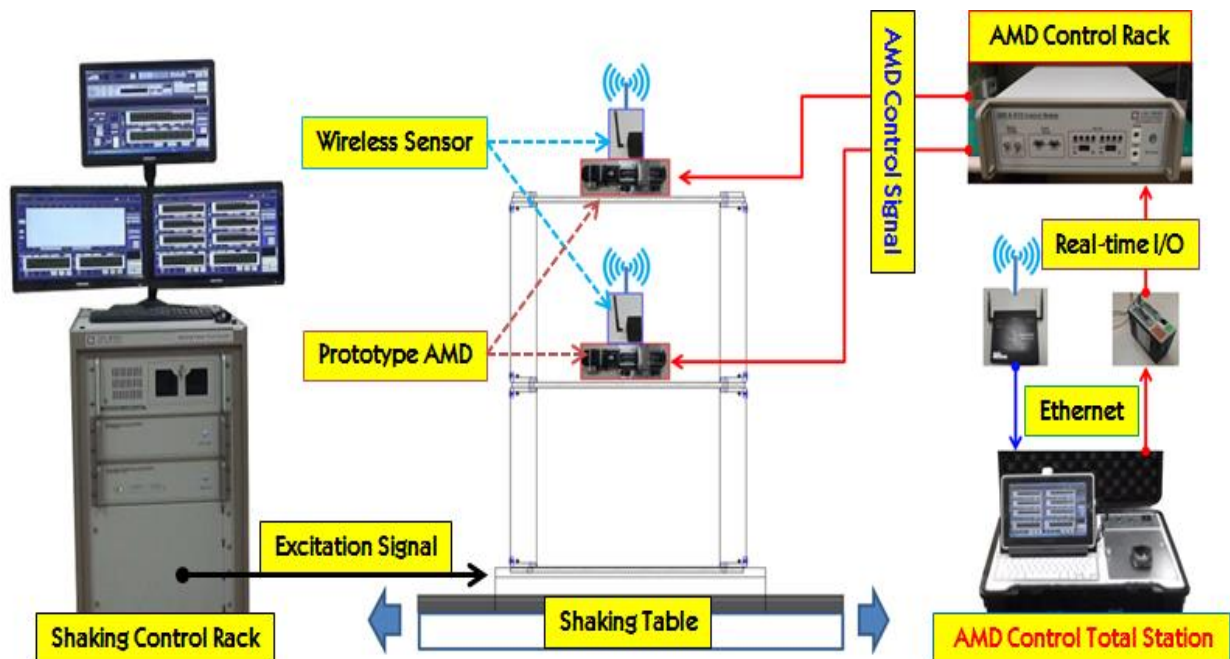 AMD Control Rack
AMD Control Signal
Wireless Sensor
Real-time I/O
Prototype AMD
Ethernet
Excitation Signal
Shaking Table
Shaking Control Rack
AMD Control Total Station